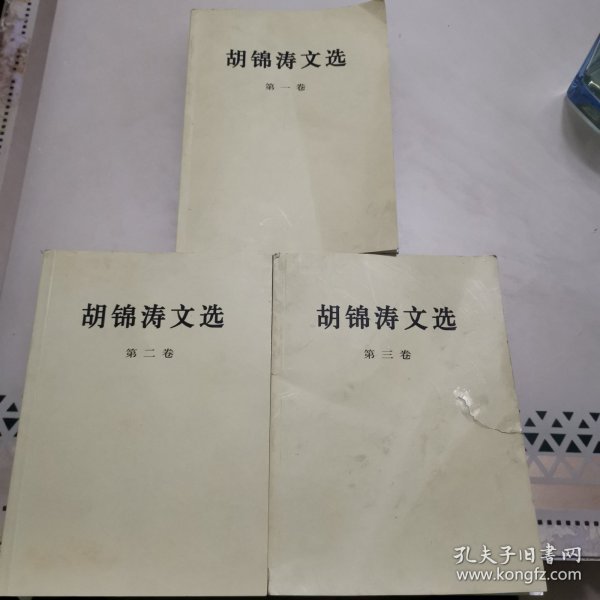 胡锦涛文选
第一卷
胡锦涛文选
第二卷
胡锦涛文选
第三卷
孔夫子旧书网
www.kongfz.com